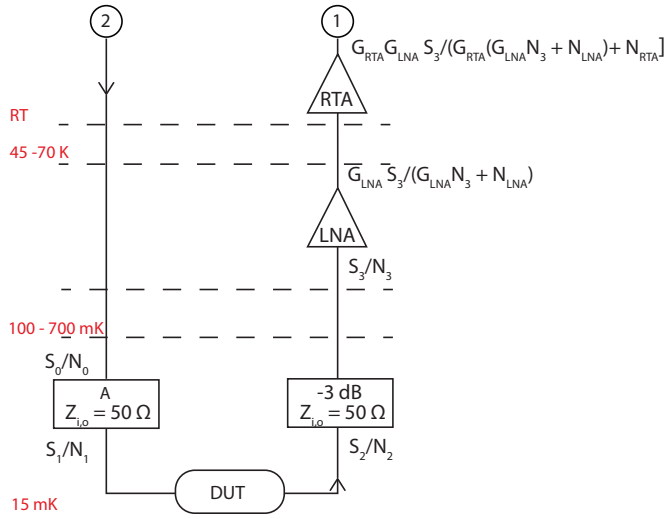 2
1
G_RTA G_LNA S_3/(G_RTA(G_LNA N_3 + N_LNA)+ N_RTA]
RTA
RT
45 -70 K
G_LNA S_3/(G_LNA N_3 + N_LNA)
LNA
S_3/N_3
100 - 700 mK
S_0/N_0
A
Z_i,o = 50 Ω
-3 dB
Z_i,o = 50 Ω
S_1/N_1
S_2/N_2
DUT
15 mK